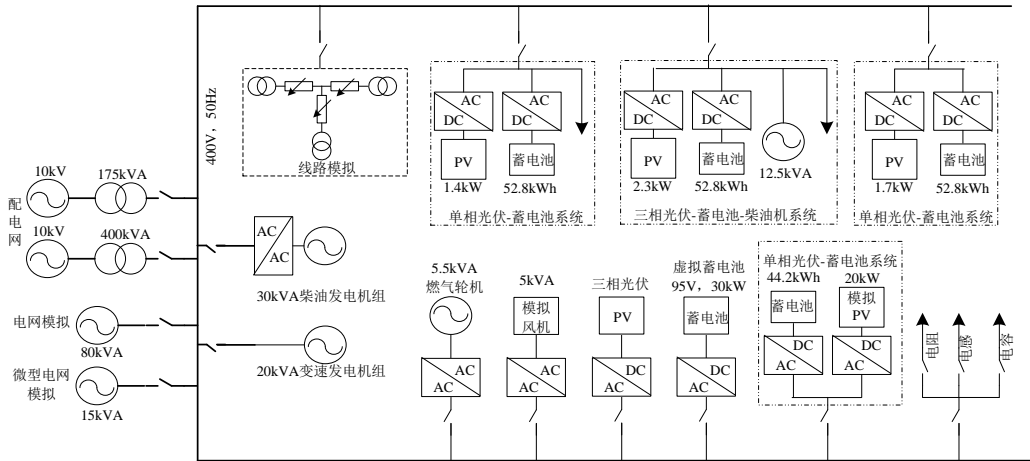 400V，50Hz
线路模拟
AC
DC
PV
1.4kW
AC
DC
蓄电池
52.8kWh
单相光伏-蓄电池系统
AC
DC
PV
2.3kW
AC
DC
蓄电池
52.8kWh
12.5kVA
三相光伏-蓄电池-柴油机系统
AC
DC
PV
1.7kW
AC
DC
蓄电池
52.8kWh
单相光伏-蓄电池系统
配电网
10kV
175kVA
10kV
400kVA
电网模拟
80kVA
微型电网
模拟
15kVA
AC
AC
30kVA柴油发电机组
20kVA变速发电机组
5.5kVA
燃气轮机
AC
AC
5kVA
模拟
风机
AC
AC
三相光伏
PV
DC
AC
虚拟蓄电池
95V，30kW
蓄电池
DC
AC
单相光伏-蓄电池系统
44.2kWh
蓄电池
DC
AC
20kW
模拟
PV
DC
AC
电阻
电感
电容